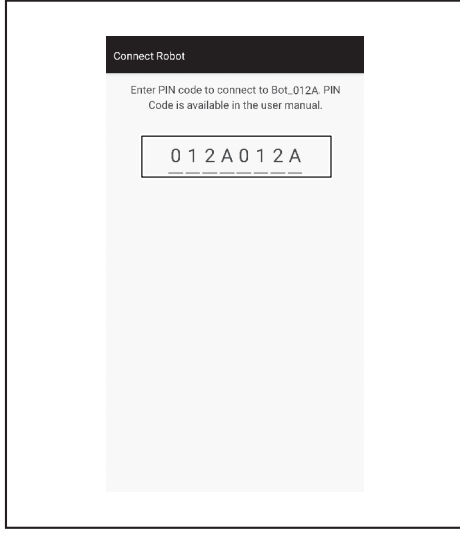 Connect Robot
Enter PIN code to connect to Bot_012A. PIN
Code is available in the user manual.
012A012A